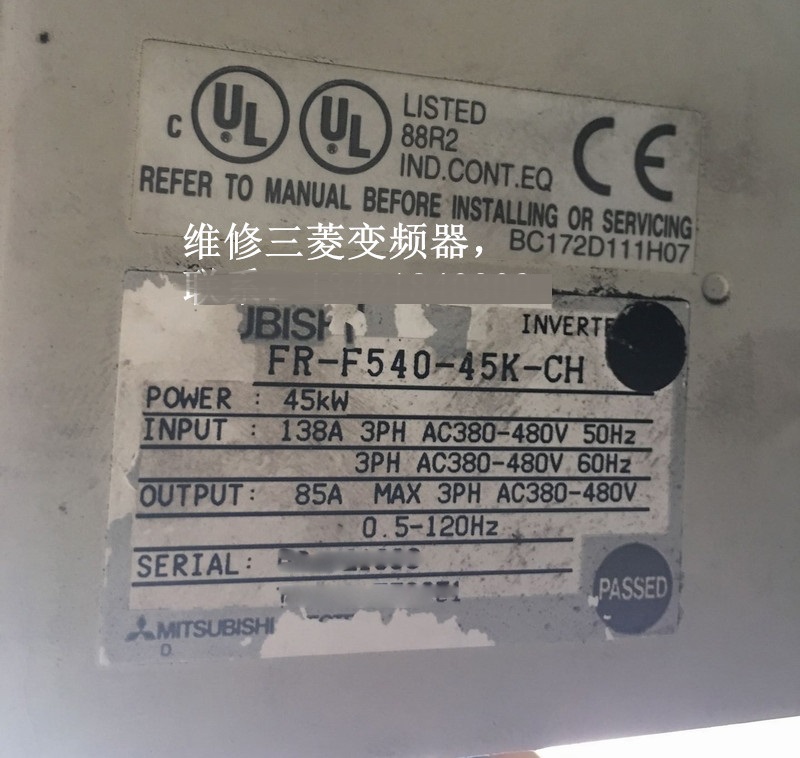 C UL UL LISTED
88R2
IND.CONT.EQ CE
REFER TO MANUAL BEFORE INSTALLING OR SERVICING
BC172D111H07
维修三菱变频器，
FR-F540-45K-CH
POWER : 45kW
INPUT : 138A 3PH AC380-480V 50Hz
3PH AC380-480V 60Hz
OUTPUT: 85A MAX 3PH AC380-480V
0.5-120Hz
SERIAL:
PASSED
MITSUBISHI
D